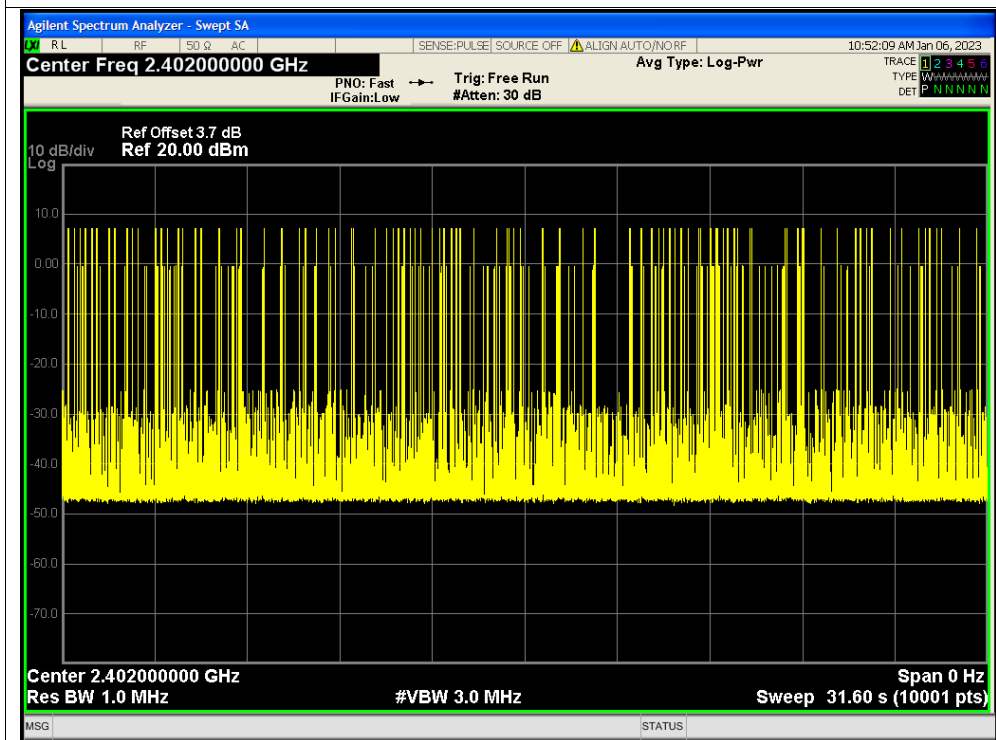 Agilent Spectrum Analyzer - Swept SA
LXI RL RF 50 Ω AC SENSE:PULSE SOURCE OFF ALIGN AUTO/NO RF 10:52:09 AM Jan 06, 2023
Center Freq 2.402000000 GHz Avg Type: Log-Pwr TRACE 1 2 3 4 5 6
PNO: Fast Trig: Free Run TYPE WWWWWW
IFGain:Low #Atten: 30 dB DET P N N N N N
Ref Offset 3.7 dB
10 dB/div Ref 20.00 dBm
Log
10.0
0.00
-10.0
-20.0
-30.0
-40.0
-50.0
-60.0
-70.0
Center 2.402000000 GHz Span 0 Hz
Res BW 1.0 MHz #VBW 3.0 MHz Sweep 31.60 s (10001 pts)
MSG STATUS